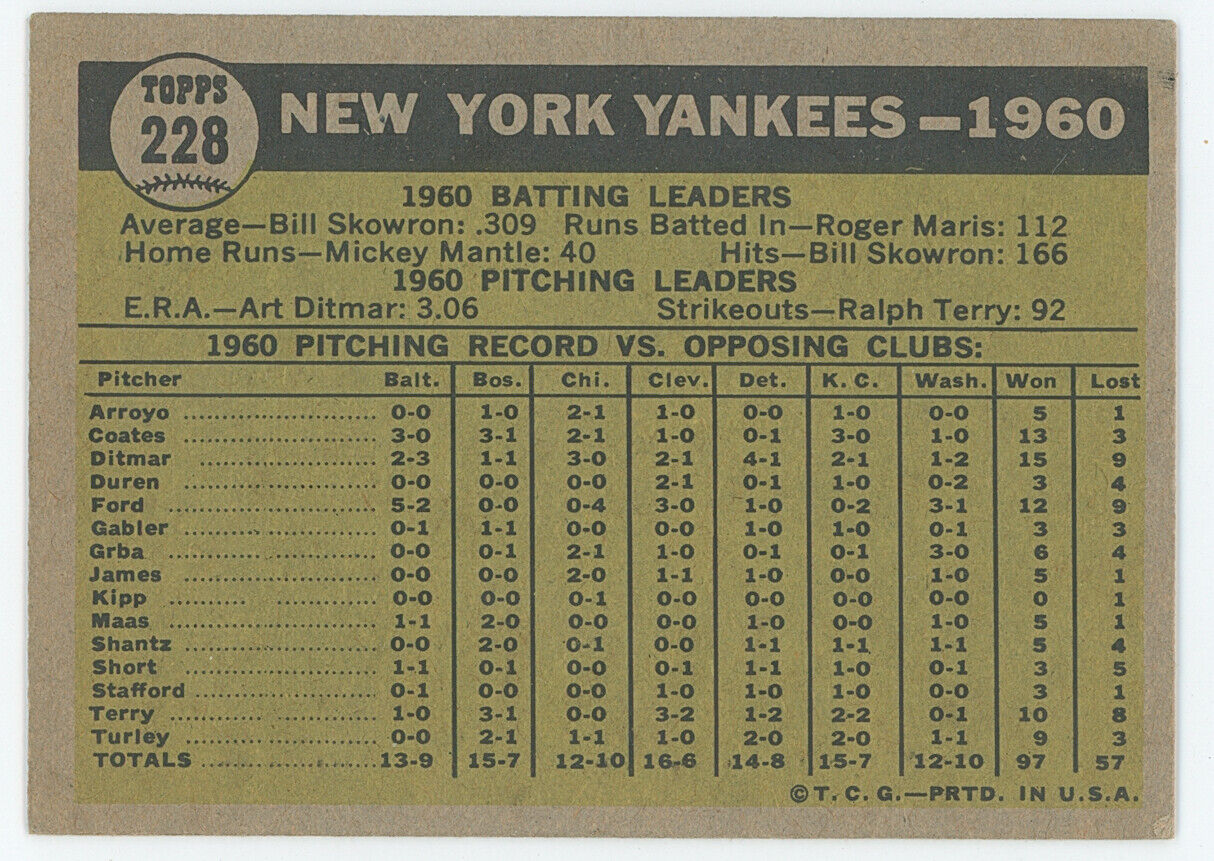 TOPPS
228
NEW YORK YANKEES—1960
1960 BATTING LEADERS
Average—Bill Skowron: .309 Runs Batted In—Roger Maris: 112
Home Runs—Mickey Mantle: 40 Hits—Bill Skowron: 166
1960 PITCHING LEADERS
E.R.A.—Art Ditmar: 3.06 Strikeouts—Ralph Terry: 92
1960 PITCHING RECORD VS. OPPOSING CLUBS:
Pitcher Balt. Bos. Chi. Clev. Det. K. C. Wash. Won Lost
Arroyo 0-0 1-0 2-1 1-0 0-0 1-0 0-0 5 1
Coates 3-0 3-1 2-1 1-0 0-1 3-0 1-0 13 3
Ditmar 2-3 1-1 3-0 2-1 4-1 2-1 1-2 15 9
Duren 0-0 0-0 0-0 2-1 0-1 1-0 0-2 3 4
Ford 5-2 0-0 0-4 3-0 1-0 0-2 3-1 12 9
Gabler 0-1 1-1 0-0 0-0 1-0 1-0 0-1 3 3
Grba 0-0 0-1 2-1 1-0 0-1 0-1 3-0 6 4
James 0-0 0-0 2-0 1-1 1-0 0-0 1-0 5 1
Kipp 0-0 0-0 0-1 0-0 0-0 0-0 0-0 0 1
Maas 1-1 2-0 0-0 0-0 1-0 0-0 1-0 5 1
Shantz 0-0 2-0 0-1 0-0 1-1 1-1 1-1 5 4
Short 1-1 0-1 0-0 0-1 1-1 1-0 0-1 3 5
Stafford 0-1 0-0 0-0 1-0 1-0 1-0 0-0 3 1
Terry 1-0 3-1 0-0 3-2 1-2 2-2 0-1 10 8
Turley 0-0 2-1 1-1 1-0 2-0 2-0 1-1 9 3
TOTALS 13-9 15-7 12-10 16-6 14-8 15-7 12-10 97 57
© T. C. G.—PRTD. IN U.S.A.